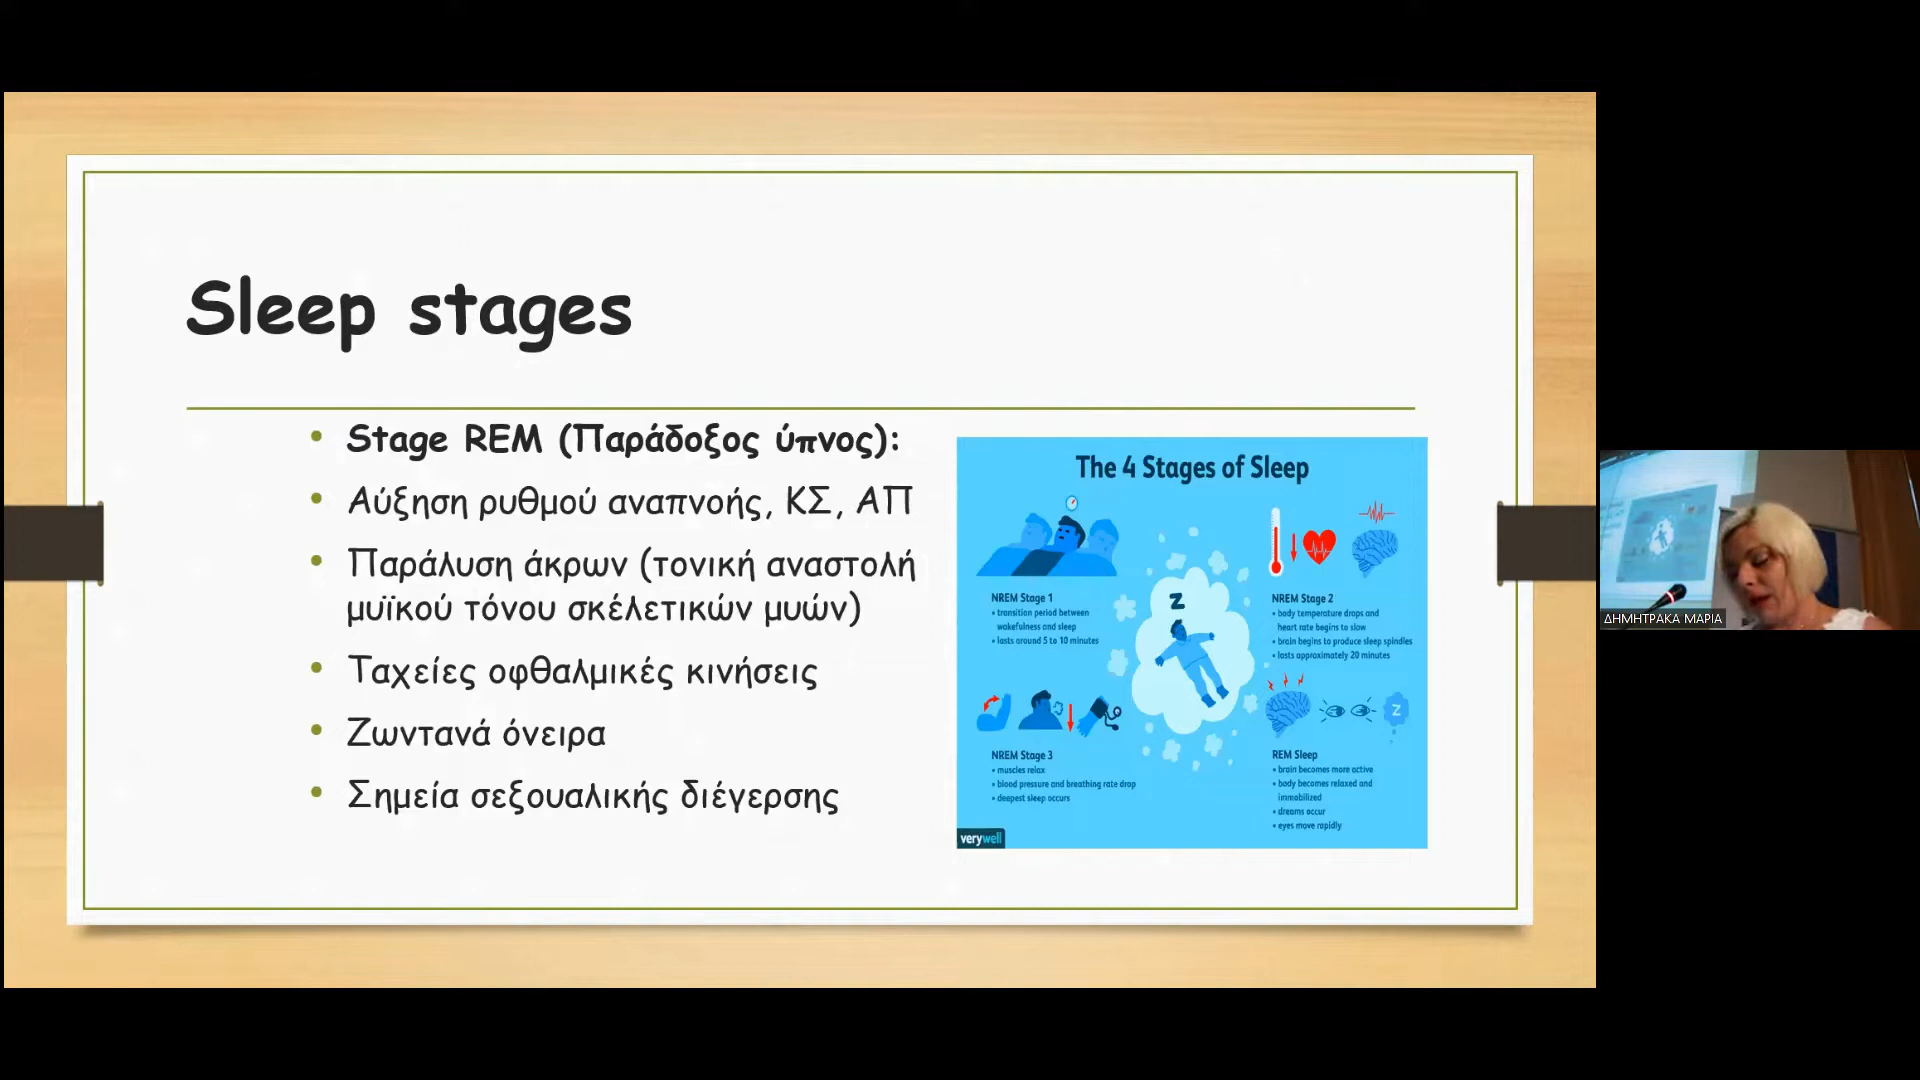 Sleep stages
Stage REM (Παράδοξος ύπνος):
Αύξηση ρυθμού αναπνοής, ΚΣ, ΑΠ
Παράλυση άκρων (τονική αναστολή
μυϊκού τόνου σκέλετικών μυών)
Ταχείες οφθαλμικές κινήσεις
Ζωντανά όνειρα
Σημεία σεξουαλικής διέγερσης
The 4 Stages of Sleep
NREM Stage 1
• transition period between
wakefulness and sleep
• lasts around 5 to 10 minutes
Z
NREM Stage 2
• body temperature drops and
heart rate begins to slow
• brain begins to produce sleep spindles
• lasts approximately 20 minutes
NREM Stage 3
• muscles relax
• blood pressure and breathing rate drop
• deepest sleep occurs
Z
REM Sleep
• brain becomes more active
• body becomes relaxed and
immobilized
• dreams occur
• eyes move rapidly
verywell
ΔΗΜΗΤΡΑΚΑ ΜΑΡΙΑ